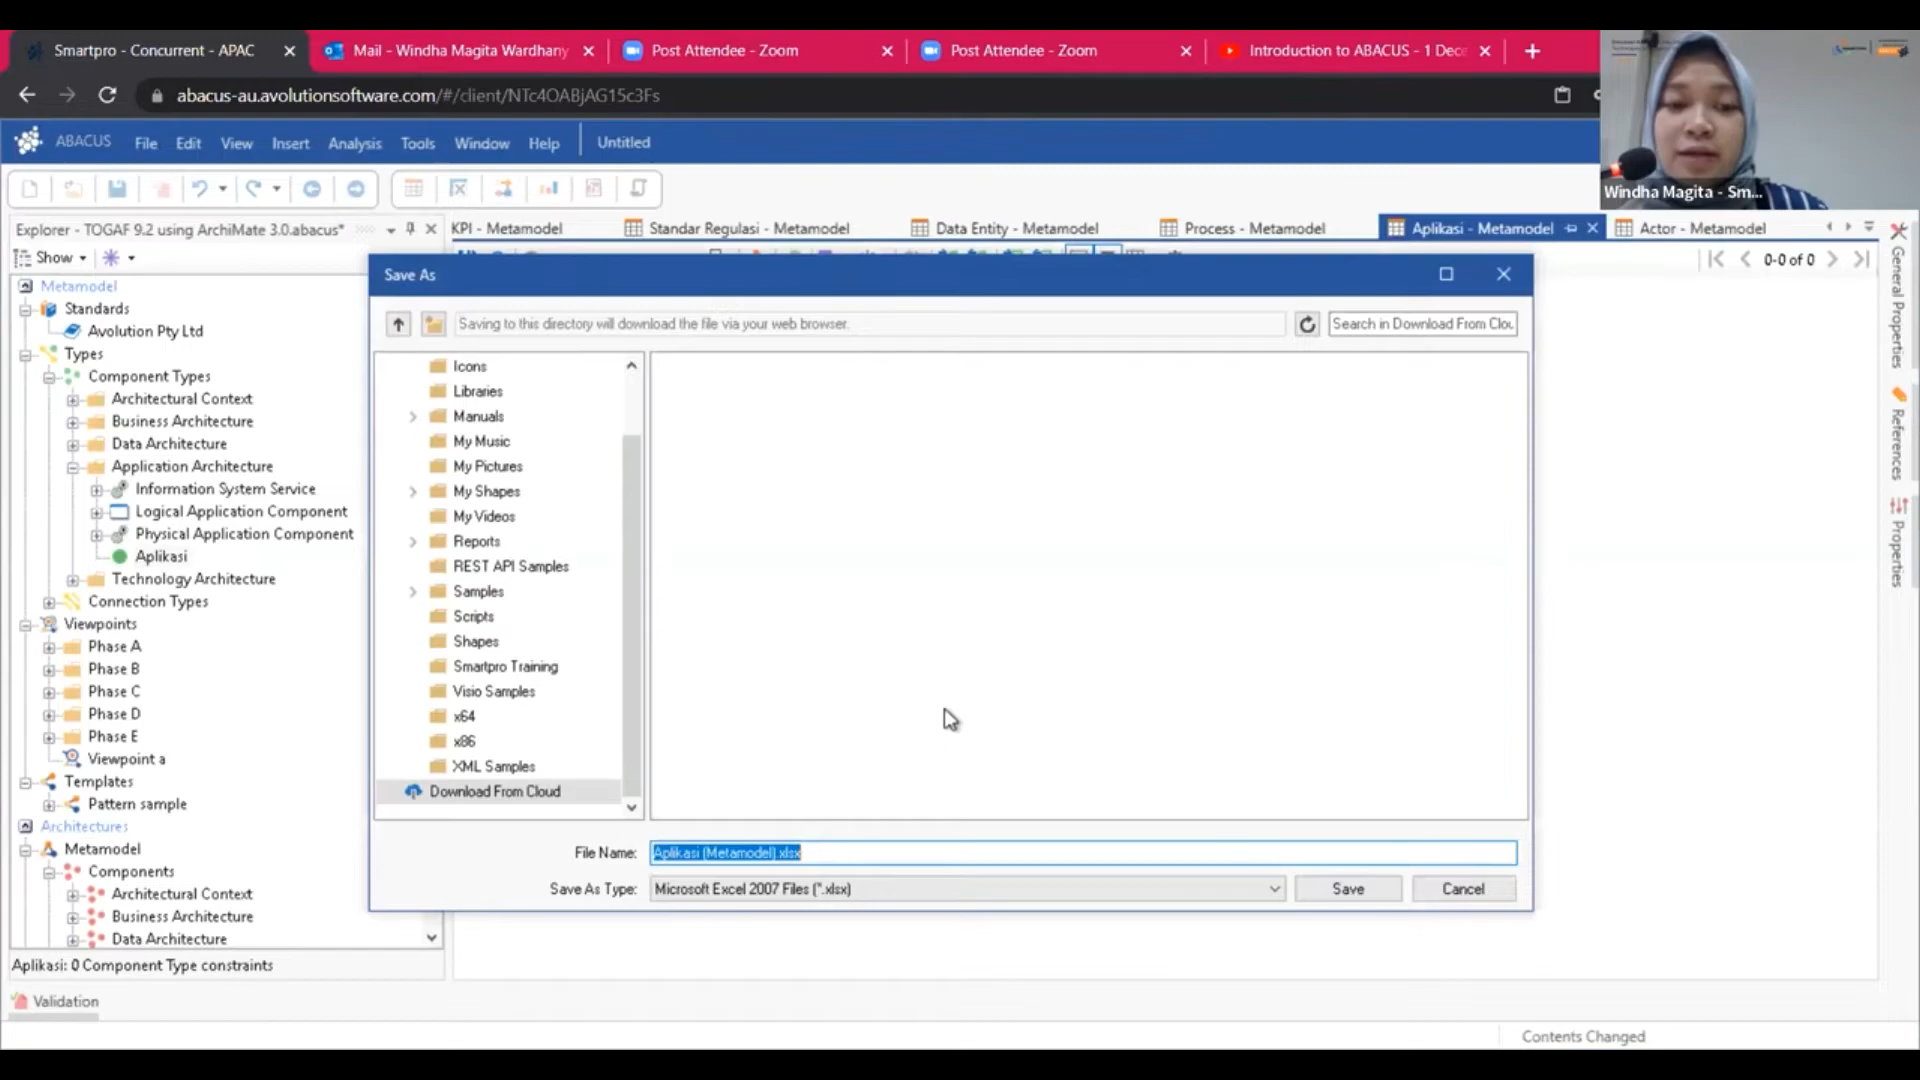 Smartpro - Concurrent - APAC
Mail - Windha Magita Wardhany
Post Attendee - Zoom
Post Attendee - Zoom
Introduction to ABACUS - 1 Dec
abacus-au.avolutionsoftware.com/#/client/NTc4OABjAG15c3Fs
ABACUS File Edit View Insert Analysis Tools Window Help Untitled
Windha Magita - Sm...
Explorer - TOGAF 9.2 using ArchiMate 3.0.abacus*
KPI - Metamodel
Standar Regulasi - Metamodel
Data Entity - Metamodel
Process - Metamodel
Aplikasi - Metamodel
Actor - Metamodel
Show
0-0 of 0
Metamodel
Standards
Avolution Pty Ltd
Types
Component Types
Architectural Context
Business Architecture
Data Architecture
Application Architecture
Information System Service
Logical Application Component
Physical Application Component
Aplikasi
Technology Architecture
Connection Types
Viewpoints
Phase A
Phase B
Phase C
Phase D
Phase E
Viewpoint a
Templates
Pattern sample
Architectures
Metamodel
Components
Architectural Context
Business Architecture
Data Architecture
Aplikasi: 0 Component Type constraints
Validation
Save As
Saving to this directory will download the file via your web browser.
Search in Download From Clou
Icons
Libraries
Manuals
My Music
My Pictures
My Shapes
My Videos
Reports
REST API Samples
Samples
Scripts
Shapes
Smartpro Training
Visio Samples
x64
x86
XML Samples
Download From Cloud
File Name: Aplikasi (Metamodel).xlsx
Save As Type: Microsoft Excel 2007 Files (*.xlsx)
Save
Cancel
General Properties
References
Properties
Contents Changed